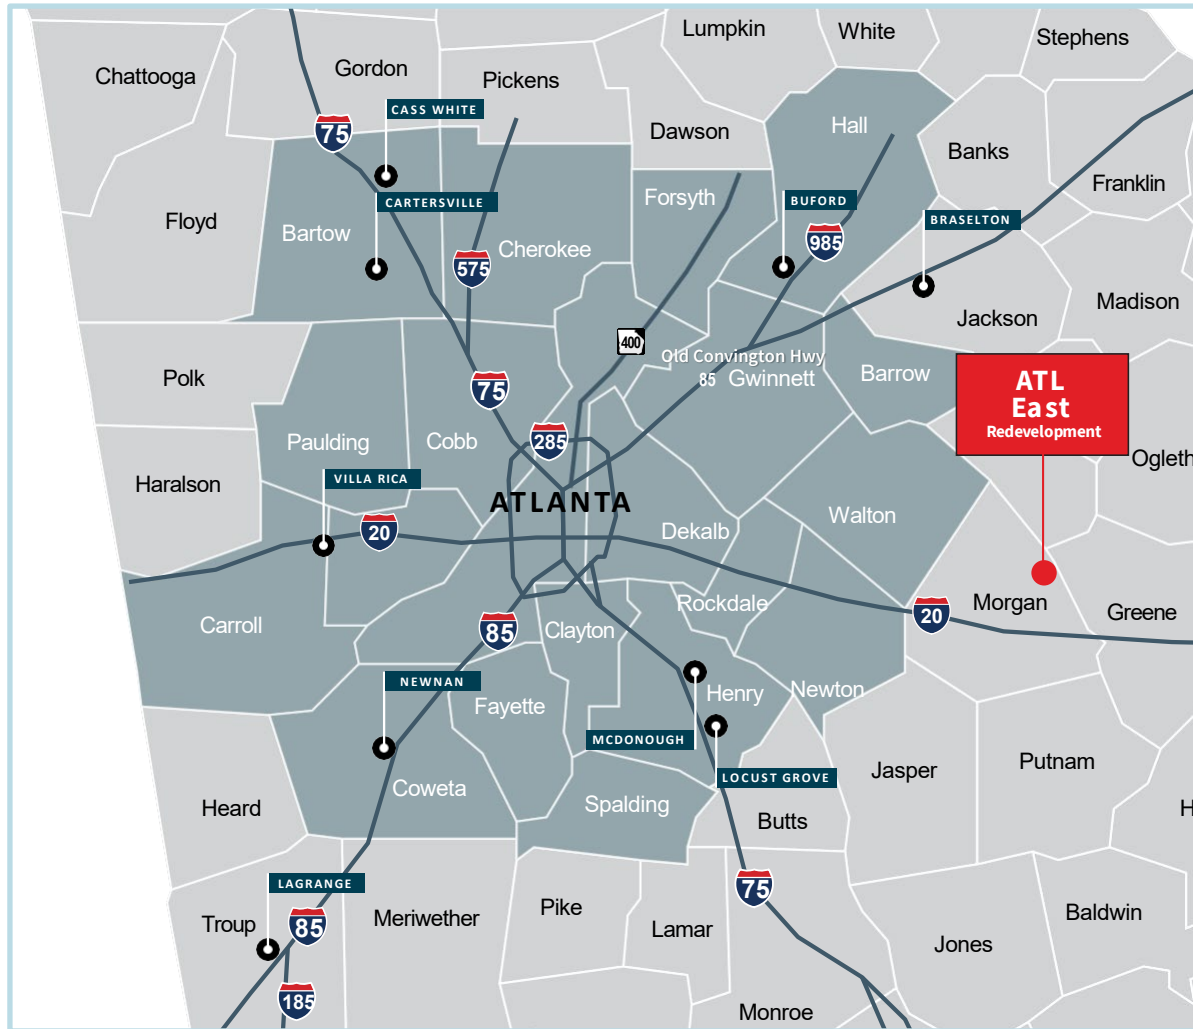 Lumpkin
White
Stephens
Chattooga
Gordon
Pickens
CASS WHITE
75
Dawson
Hall
Banks
Franklin
CARTERSVILLE
Forsyth
BUFORD
Floyd
Bartow
Cherokee
575
985
BRASELTON
Madison
Jackson
400
Old Convington Hwy
85 Gwinnett
Barrow
Polk
75
ATL
East
Redevelopment
Paulding
Cobb
285
Ogleth
Haralson
VILLA RICA
ATLANTA
20
Dekalb
Walton
Carroll
85
Clayton
Rockdale
20
Morgan
Greene
NEWNAN
Fayette
Henry
Newton
MCDONOUGH
LOCUST GROVE
Jasper
Putnam
Coweta
Spalding
Heard
Butts
H
LAGRANGE
75
Troup
85
Meriwether
Pike
Lamar
Baldwin
Jones
185
Monroe